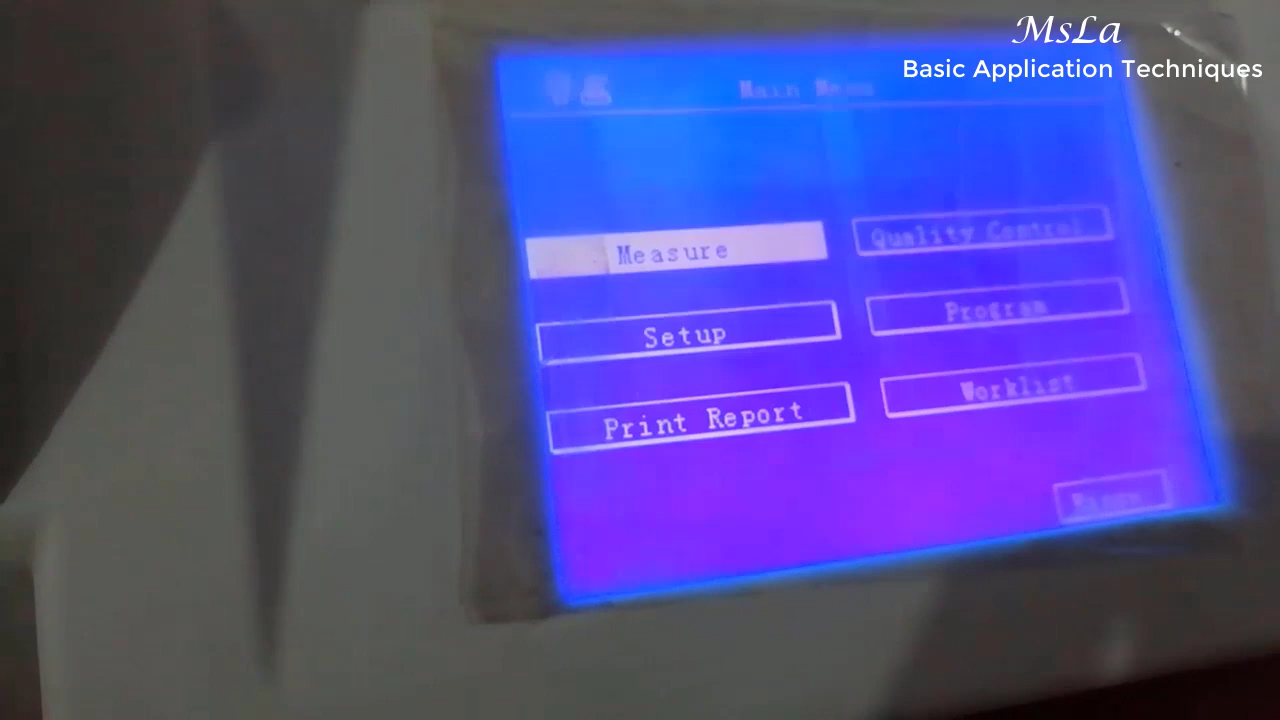 MsLa
Basic Application Techniques
Main Menu
Measure
Quality Control
Setup
Program
Print Report
Worklist